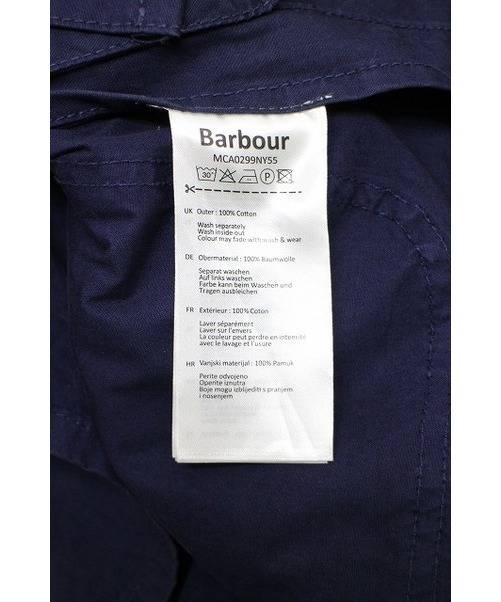 Barbour
MCA0299NY55
30°
P
UK Outer : 100% Cotton
Wash separately
Wash inside out
Colour may fade with wash & wear
DE Obermaterial : 100% Baumwolle
Separat waschen
Auf links waschen
Farbe kann beim Waschen und
Tragen ausbleichen
FR Extérieur : 100% Coton
Laver séparément
Laver sur l'envers
La couleur peut perdre en intensité
avec le lavage et l'usure
HR Vanjski materijal : 100% Pamuk
Perite odvojeno
Operite iznutra
Boje mogu izblijediti s pranjem
i nosenjem